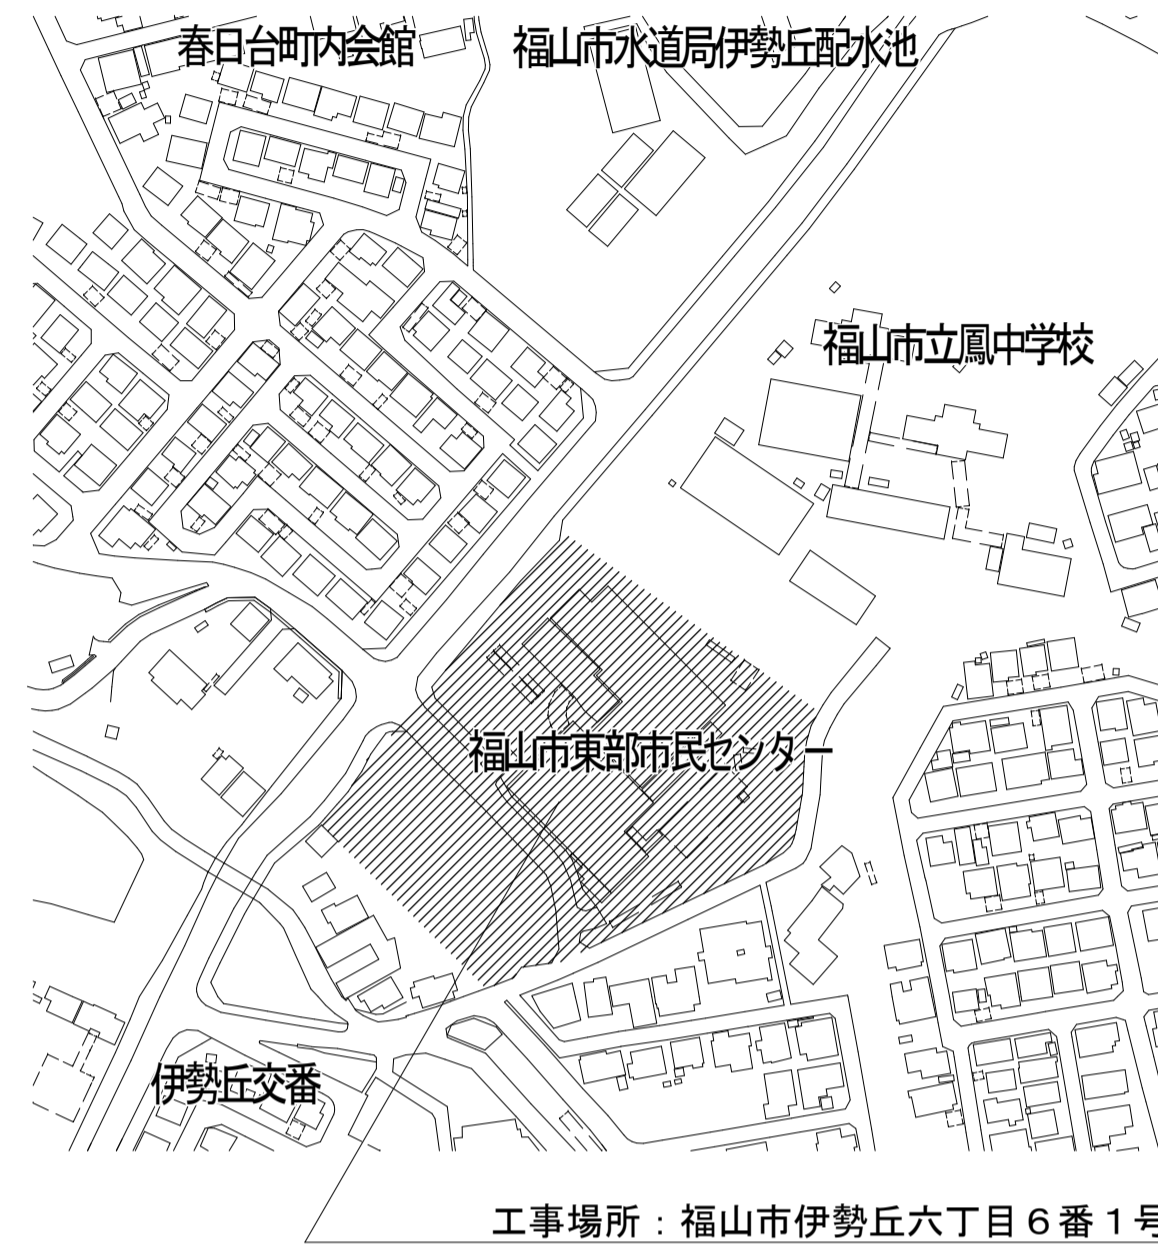 春日台町内会館
福山市水道局伊勢丘配水池
福山市立鳳中学校
福山市東部市民センター
伊勢丘交番
工事場所：福山市伊勢丘六丁目６番１号